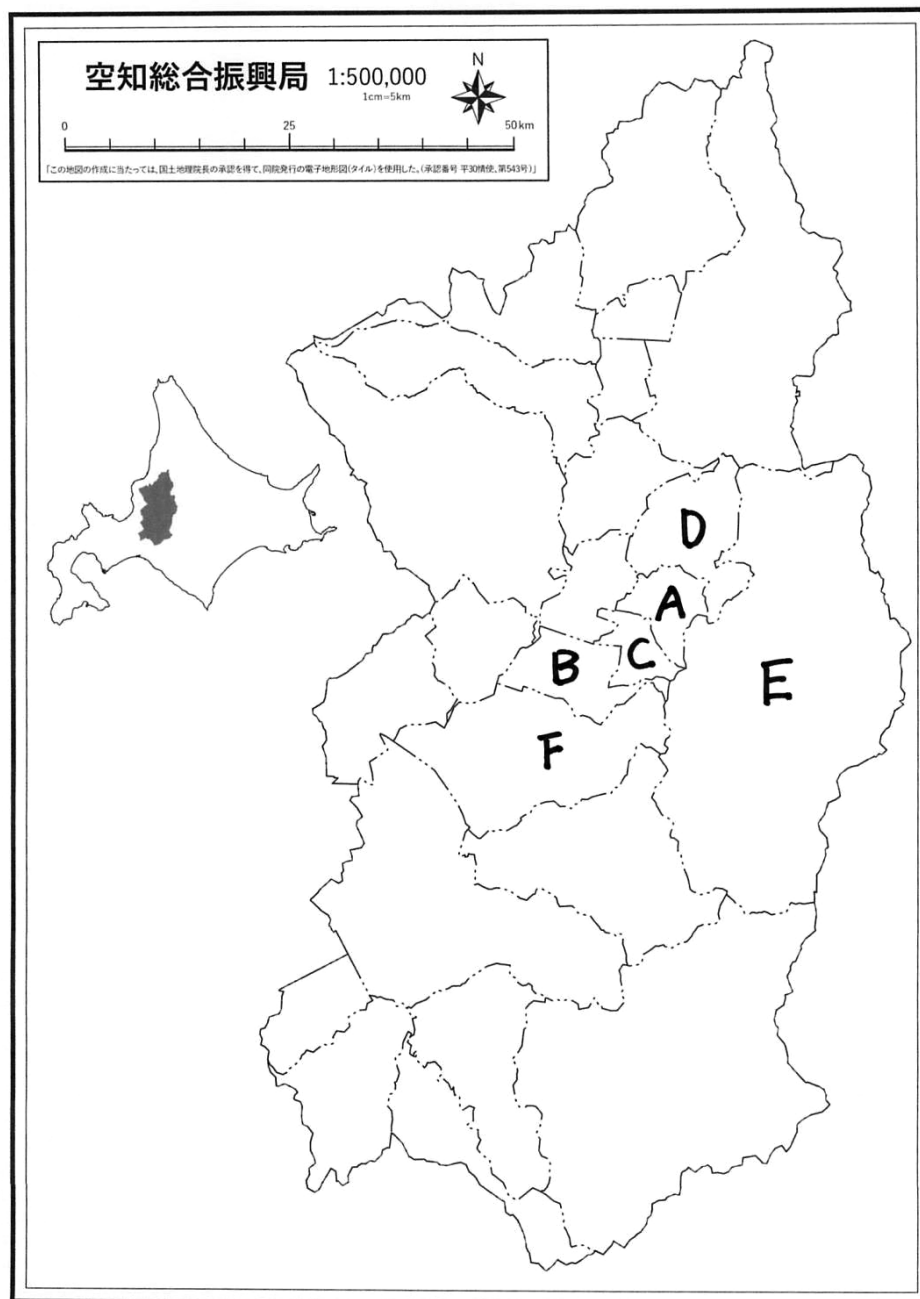 空知総合振興局 1:500,000
1cm=5km
N
0 25 50km
「この地図の作成に当たっては、国土地理院長の承認を得て、同院発行の電子地形図(タイル)を使用した。(承認番号 平30情使、第543号)」
D
A
C
B
E
F